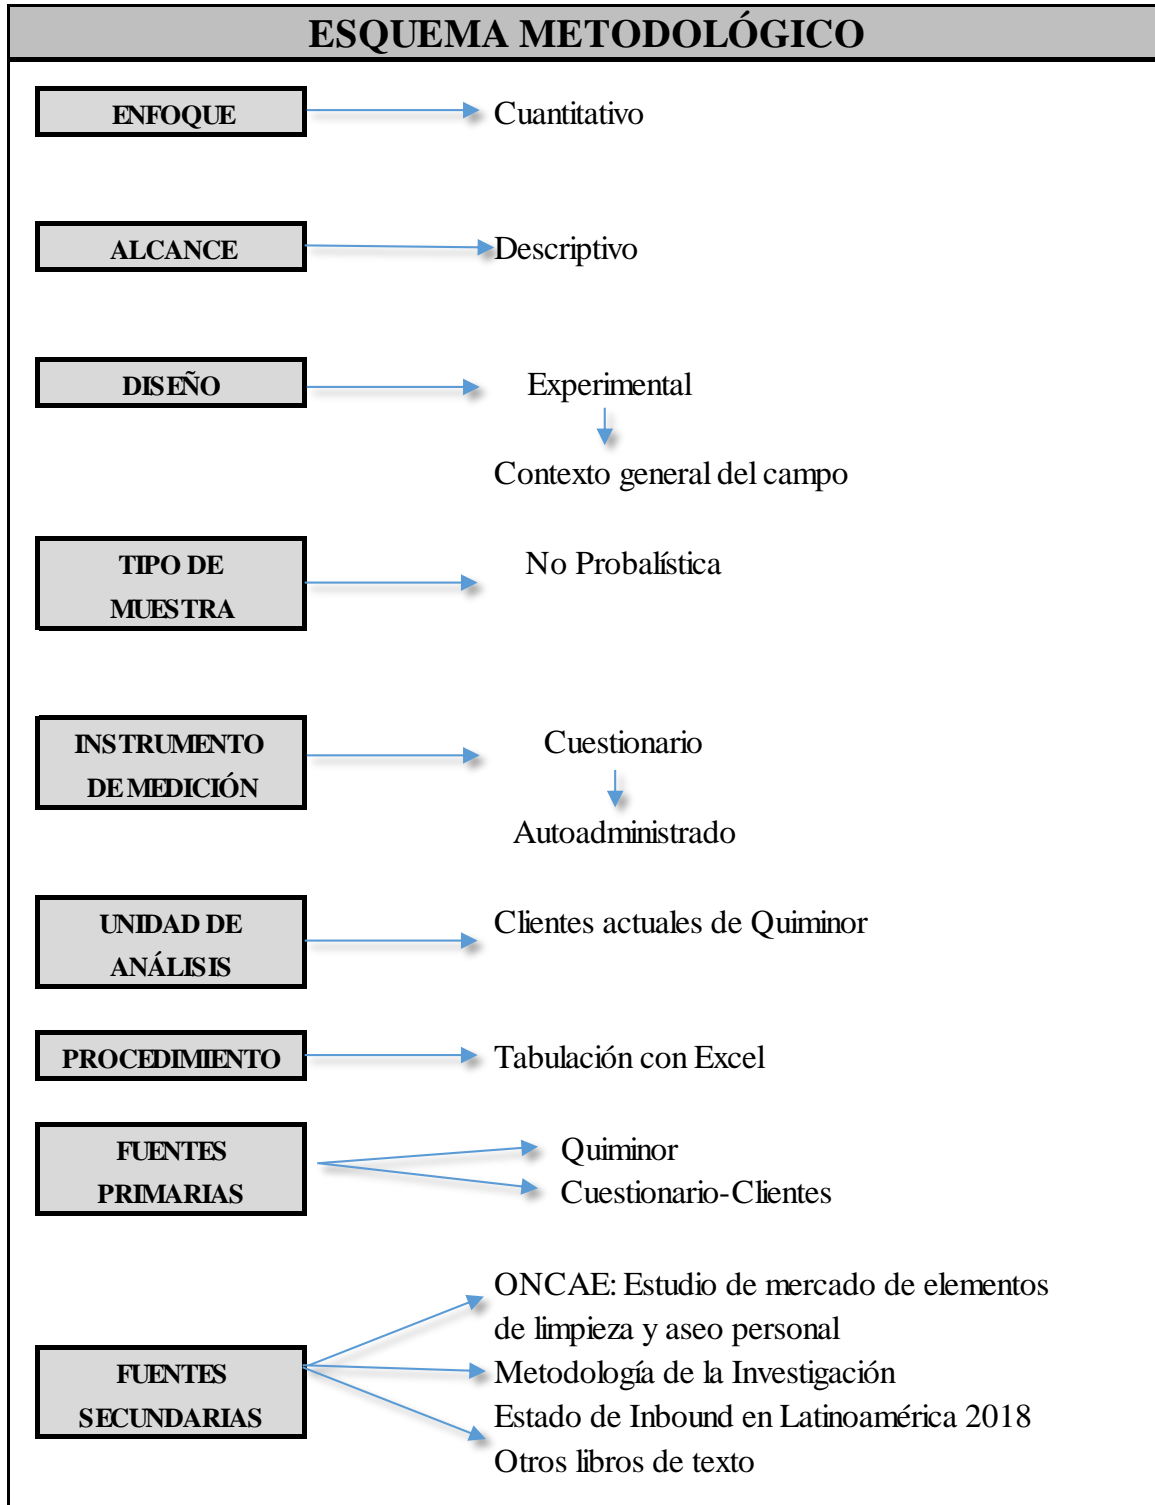 ESQUEMA METODOLÓGICO
ENFOQUE
Cuantitativo
ALCANCE
Descriptivo
DISEÑO
Experimental
Contexto general del campo
TIPO DE
MUESTRA
No Probalística
INSTRUMENTO
DE MEDICIÓN
Cuestionario
Autoadministrado
UNIDAD DE
ANÁLISIS
Clientes actuales de Quiminor
PROCEDIMIENTO
Tabulación con Excel
FUENTES
PRIMARIAS
Quiminor
Cuestionario-Clientes
FUENTES
SECUNDARIAS
ONCAE: Estudio de mercado de elementos
de limpieza y aseo personal
Metodología de la Investigación
Estado de Inbound en Latinoamérica 2018
Otros libros de texto